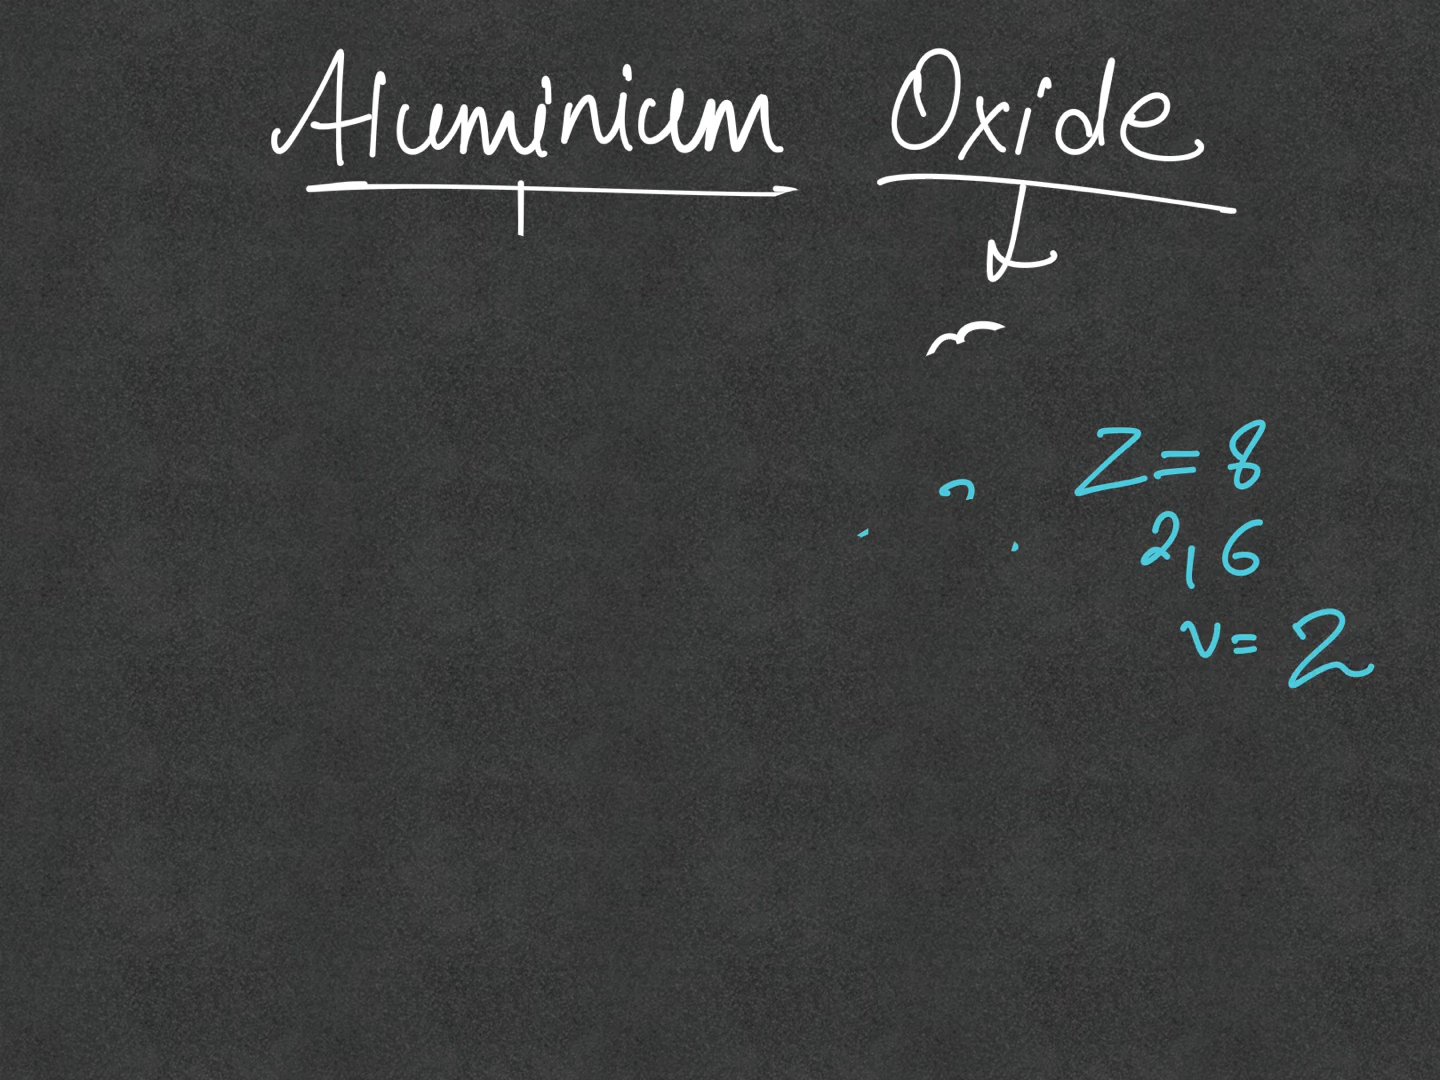 Aluminium Oxide
Z = 8
2, 6
v = 2